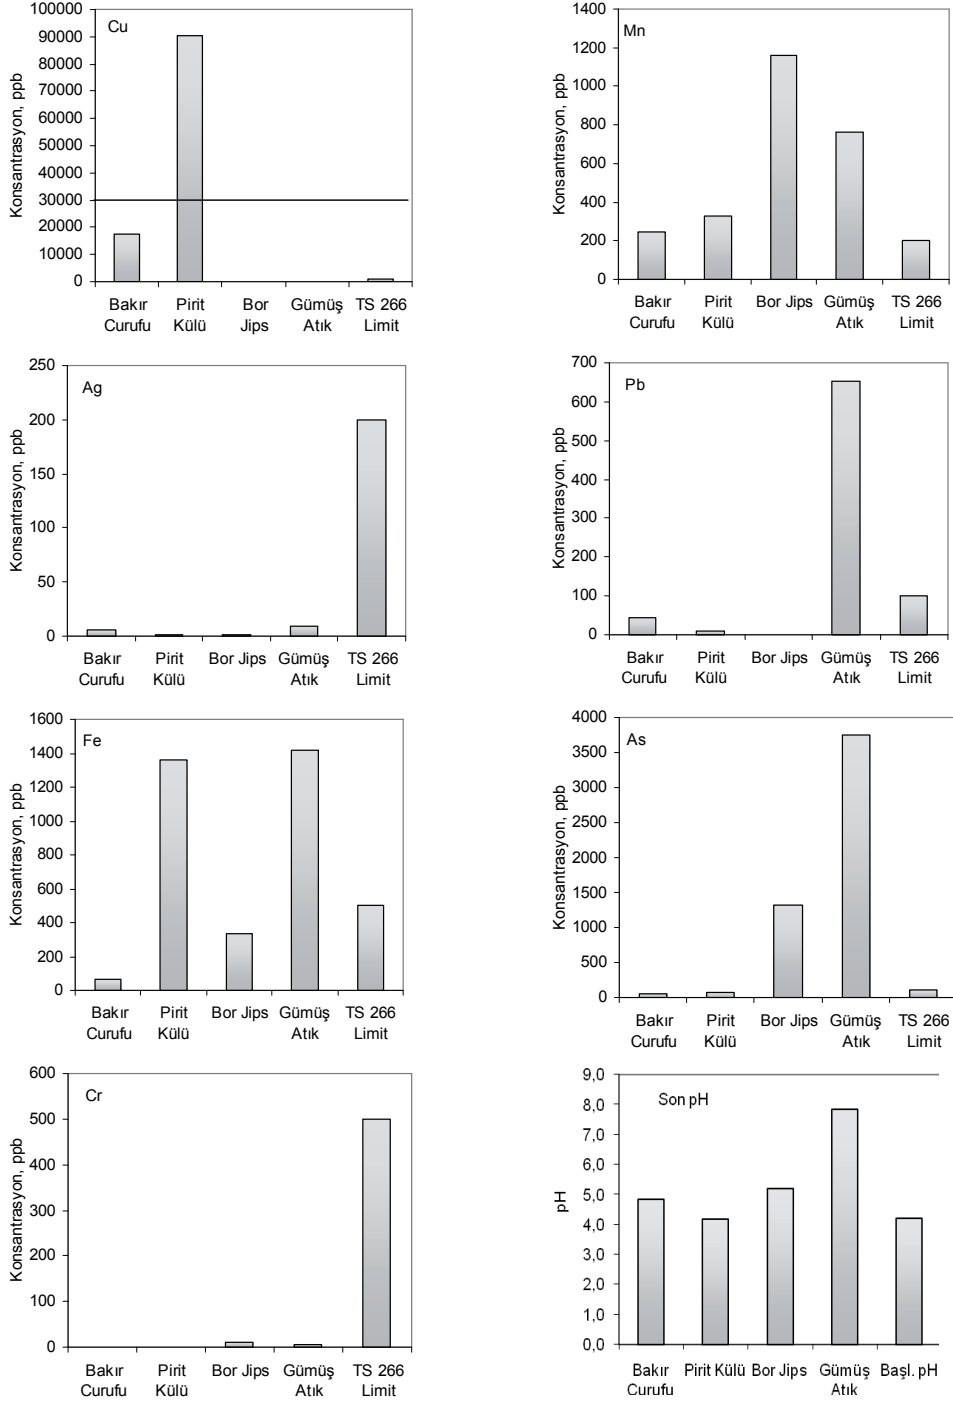 Cu
Konsantrasyon, ppb
100000
90000
80000
70000
60000
50000
40000
30000
20000
10000
0
Bakır Pirit Bor Gümüş TS 266
Curufu Külü Jips Atık Limit
Mn
Konsantrasyon, ppb
1400
1200
1000
800
600
400
200
0
Bakır Pirit Bor Jips Gümüş TS 266
Curufu Külü Atık Limit
Ag
Konsantrasyon, ppb
250
200
150
100
50
0
Bakır Pirit Bor Jips Gümüş TS 266
Curufu Külü Atık Limit
Pb
Konsantrasyon, ppb
700
600
500
400
300
200
100
0
Bakır Pirit Bor Jips Gümüş TS 266
Curufu Külü Atık Limit
Fe
Konsantrasyon, ppb
1600
1400
1200
1000
800
600
400
200
0
Bakır Pirit Bor Jips Gümüş TS 266
Curufu Külü Atık Limit
As
Konsantrasyon, ppb
4000
3500
3000
2500
2000
1500
1000
500
0
Bakır Pirit Bor Jips Gümüş TS 266
Curufu Külü Atık Limit
Cr
Konsantrasyon, ppb
600
500
400
300
200
100
0
Bakır Pirit Bor Jips Gümüş TS 266
Curufu Külü Atık Limit
Son pH
pH
9,0
8,0
7,0
6,0
5,0
4,0
3,0
2,0
1,0
0,0
Bakır Pirit Külü Bor Jips Gümüş Başl. pH
Curufu Atık